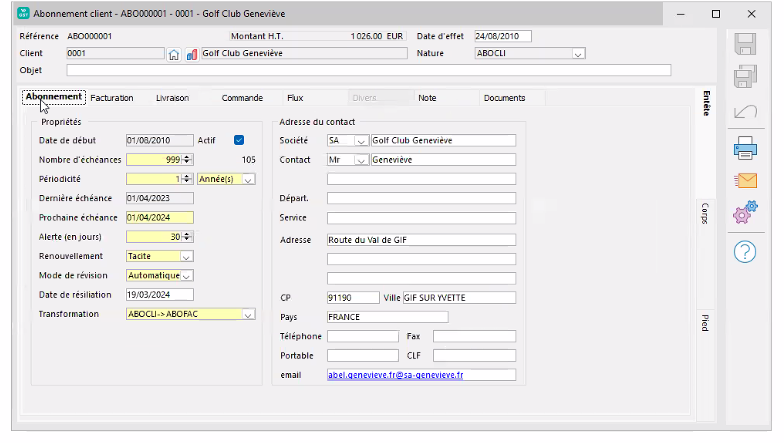 Abonnement client - ABO000001 - 0001 - Golf Club Geneviève
Référence ABO000001 Montant H.T. 1 026.00 EUR Date d'effet 24/08/2010
Client 0001 Golf Club Geneviève Nature ABOCLI
Objet
Abonnement Facturation Livraison Commande Flux Divers... Note Documents
Entête
Corps
Pied
Propriétés
Date de début 01/08/2010 Actif
Nombre d'échéances 999 105
Périodicité 1 Année(s)
Dernière échéance 01/04/2023
Prochaine échéance 01/04/2024
Alerte (en jours) 30
Renouvellement Tacite
Mode de révision Automatique
Date de résiliation 19/03/2024
Transformation ABOCLI->ABOFAC
Adresse du contact
Société SA Golf Club Geneviève
Contact Mr Geneviève
Départ.
Service
Adresse Route du Val de GIF
CP 91190 Ville GIF SUR YVETTE
Pays FRANCE
Téléphone Fax
Portable CLF
email abel.genevieve.fr@sa-genevieve.fr